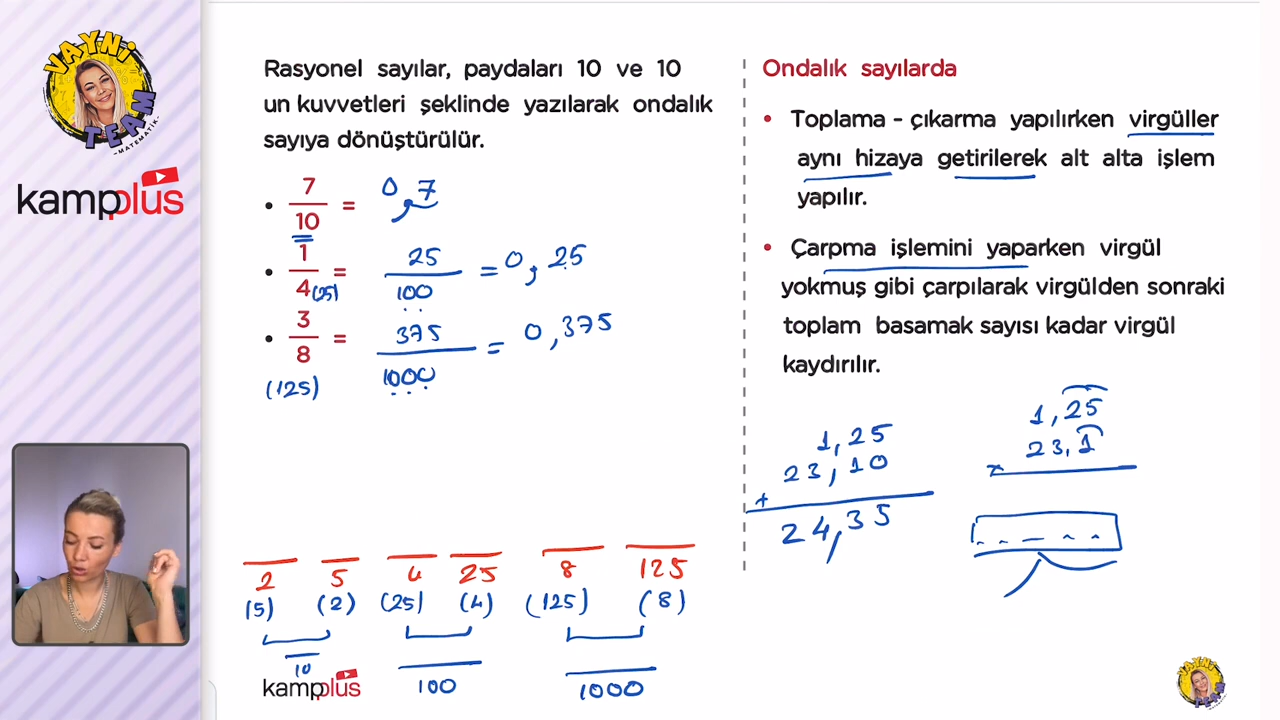 VAYNİ
TEAM
-MATEMATİK-
kampplus
Rasyonel sayılar, paydaları 10 ve 10
un kuvvetleri şeklinde yazılarak ondalık
sayıya dönüştürülür.
• 7/10 = 0,7
• 1/4 = 25/100 = 0,25
(25)
• 3/8 = 375/1000 = 0,375
(125)
2 5 4 25 8 125
(5) (2) (25) (4) (125) (8)
10 100 1000
kampplus
Ondalık sayılarda
• Toplama - çıkarma yapılırken virgüller
aynı hizaya getirilerek alt alta işlem
yapılır.
• Çarpma işlemini yaparken virgül
yokmuş gibi çarpılarak virgülden sonraki
toplam basamak sayısı kadar virgül
kaydırılır.
1,25
23,10
+
24,35
1,25
23,1
x
VAYNİ
TEAM